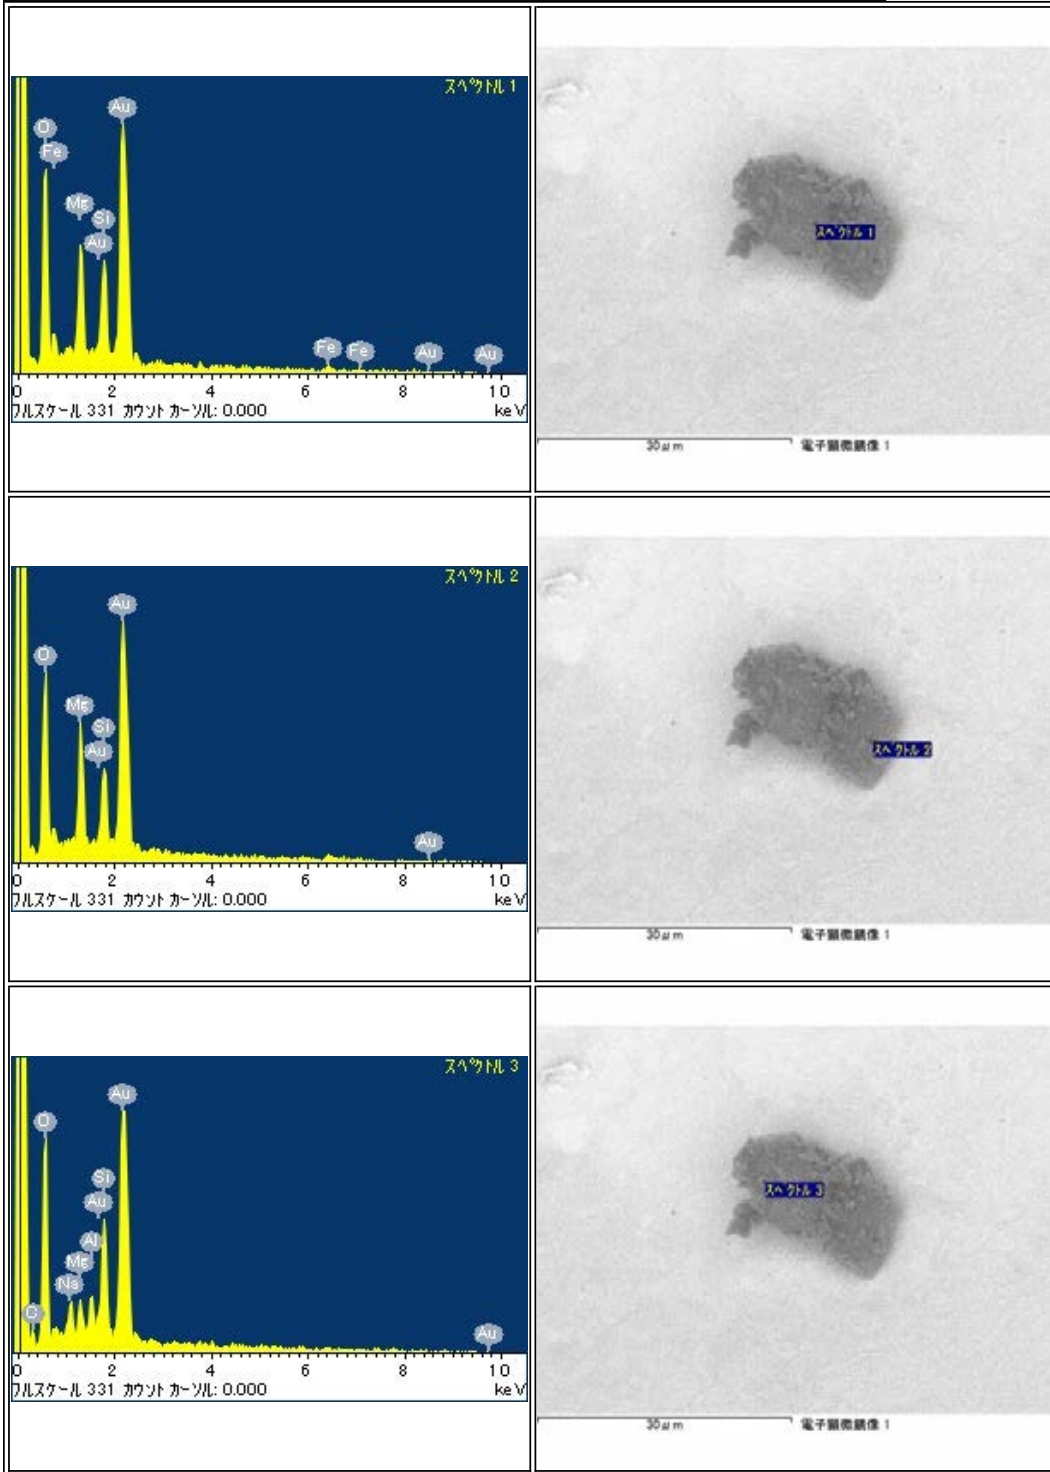 スペクトル 1
Au
O
Fe
Mg
Si
Au
Fe
Fe
Au
Au
0 2 4 6 8 10
フルスケール 331 カウント カーソル: 0.000 keV
スペクトル 1
30μm 電子顕微鏡像 1
スペクトル 2
Au
O
Mg
Si
Au
Au
0 2 4 6 8 10
フルスケール 331 カウント カーソル: 0.000 keV
スペクトル 2
30μm 電子顕微鏡像 1
スペクトル 3
Au
O
Si
Au
Al
Mg
Na
C
Au
0 2 4 6 8 10
フルスケール 331 カウント カーソル: 0.000 keV
スペクトル 3
30μm 電子顕微鏡像 1